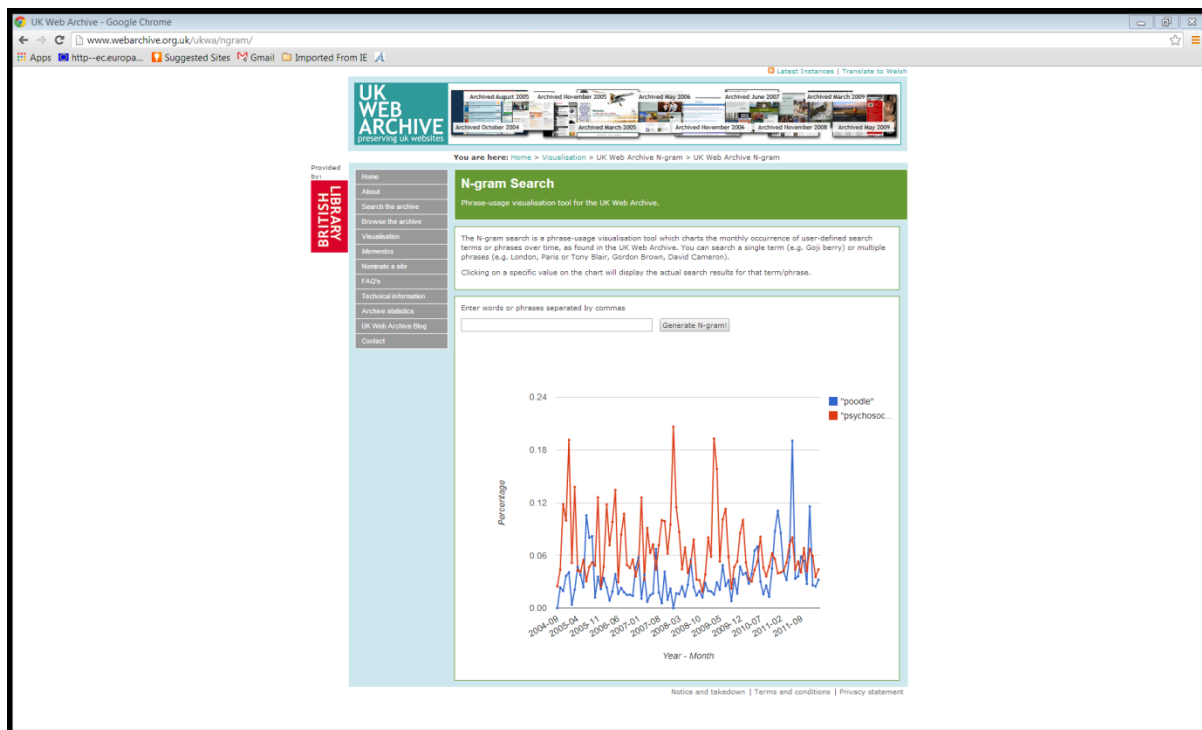 UK Web Archive - Google Chrome
www.webarchive.org.uk/ukwa/ngram/
Apps http--ec.europa... Suggested Sites Gmail Imported From IE
Latest Instances | Translate to Welsh
UK
WEB
ARCHIVE
preserving uk websites
Archived August 2005 Archived November 2005 Archived May 2006 Archived June 2007 Archived March 2009
Archived October 2004 Archived March 2005 Archived November 2006 Archived November 2008 Archived May 2009
You are here: Home > Visualisation > UK Web Archive N-gram > UK Web Archive N-gram
Provided
by:
BRITISH
LIBRARY
Home
About
Search the archive
Browse the archive
Visualisation
Mementos
Nominate a site
FAQ's
Technical information
Archive statistics
UK Web Archive Blog
Contact
N-gram Search
Phrase-usage visualisation tool for the UK Web Archive.
The N-gram search is a phrase-usage visualisation tool which charts the monthly occurrence of user-defined search
terms or phrases over time, as found in the UK Web Archive. You can search a single term (e.g. Goji berry) or multiple
phrases (e.g. London, Paris or Tony Blair, Gordon Brown, David Cameron).
Clicking on a specific value on the chart will display the actual search results for that term/phrase.
Enter words or phrases separated by commas
Generate N-gram!
"poodle"
"psychosoc...
Percentage
0.24
0.18
0.12
0.06
0.00
2004-09 2005-04 2005-11 2006-06 2007-01 2007-08 2008-03 2008-10 2009-05 2009-12 2010-07 2011-02 2011-09
Year - Month
Notice and takedown | Terms and conditions | Privacy statement